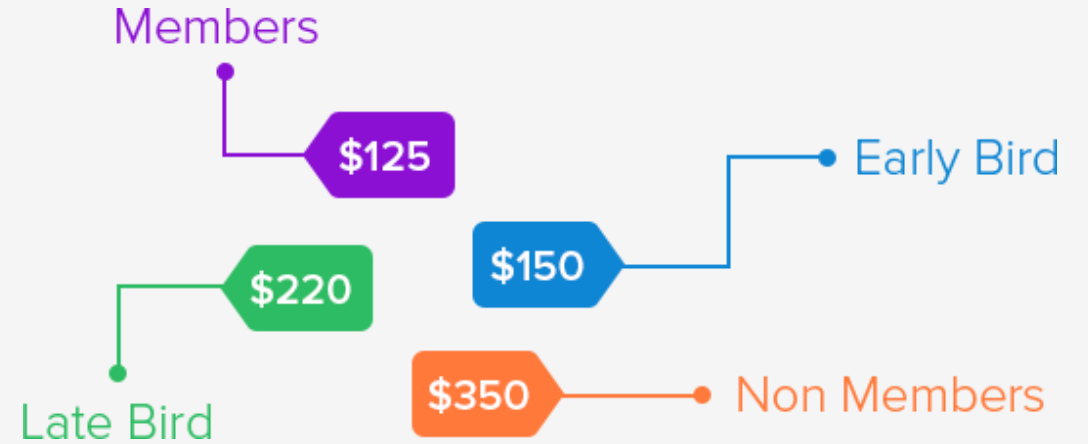 Members
$125
Early Bird
$150
$220
Late Bird
$350
Non Members